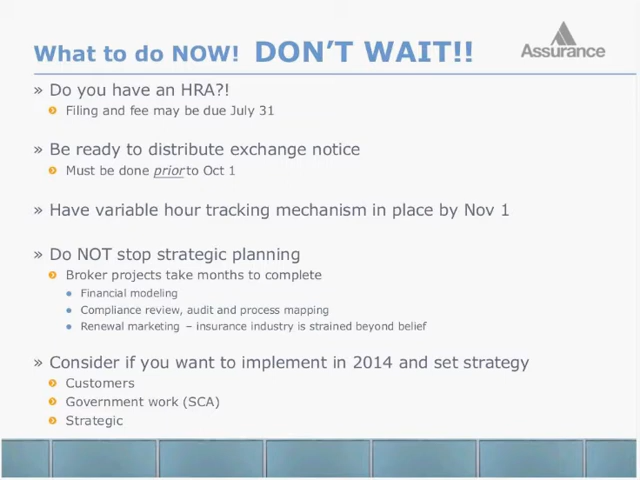 What to do NOW! DON'T WAIT!!
Assurance
» Do you have an HRA?!
Filing and fee may be due July 31
» Be ready to distribute exchange notice
Must be done prior to Oct 1
» Have variable hour tracking mechanism in place by Nov 1
» Do NOT stop strategic planning
Broker projects take months to complete
• Financial modeling
• Compliance review, audit and process mapping
• Renewal marketing – insurance industry is strained beyond belief
» Consider if you want to implement in 2014 and set strategy
Customers
Government work (SCA)
Strategic